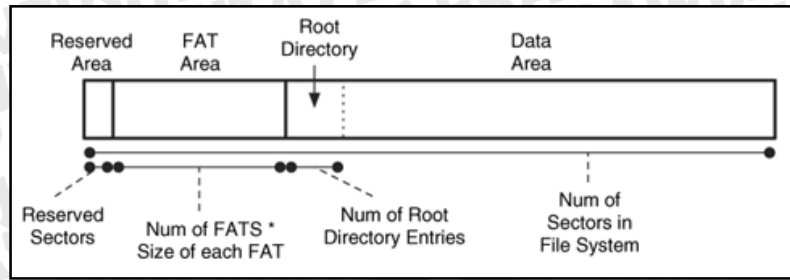 Reserved
Area
FAT
Area
Root
Directory
Data
Area
Reserved
Sectors
Num of FATS *
Size of each FAT
Num of Root
Directory Entries
Num of
Sectors in
File System